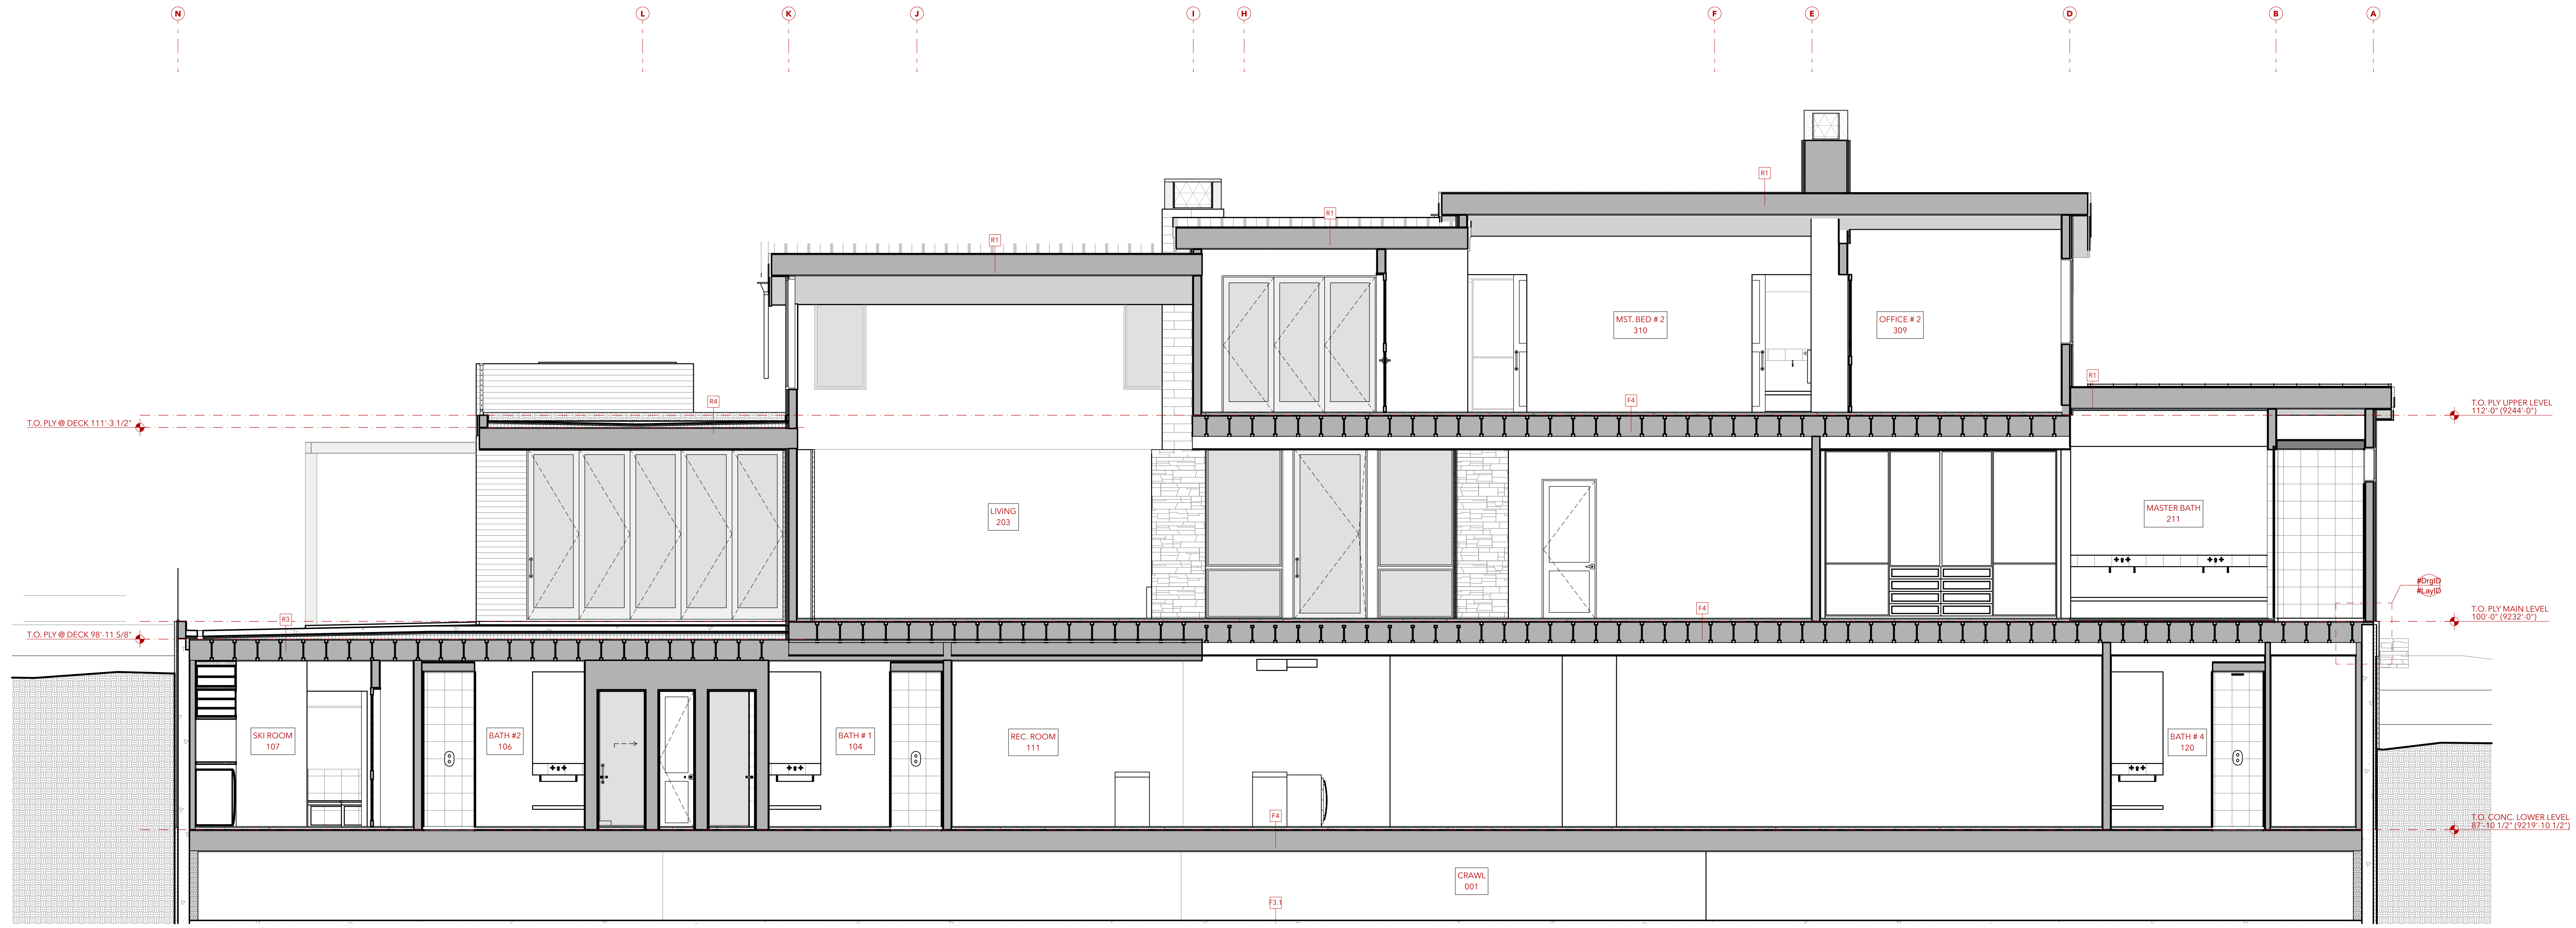 N L K J I H F E D B A
R1
R1
R1
R1
MST. BED # 2
310
OFFICE # 2
309
R4
F4
T.O. PLY UPPER LEVEL
112'-0" (9244'-0")
T.O. PLY @ DECK 111'-3 1/2"
LIVING
203
MASTER BATH
211
#DrgID
#LayID
R3
F4
T.O. PLY MAIN LEVEL
100'-0" (9232'-0")
T.O. PLY @ DECK 98'-11 5/8"
SKI ROOM
107
BATH #2
106
BATH # 1
104
REC. ROOM
111
BATH # 4
120
F4
T.O. CONC. LOWER LEVEL
87'-10 1/2" (9219'-10 1/2")
CRAWL
001
F3.1